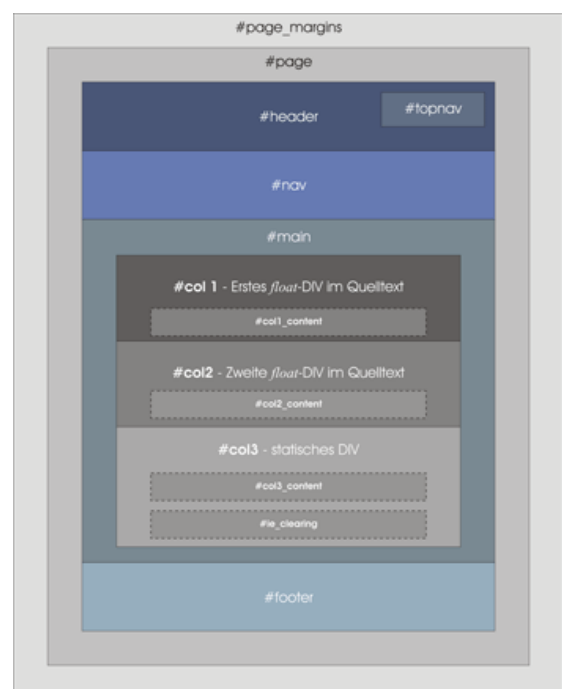 #page_margins
#page
#header
#topnav
#nav
#main
#col 1 - Erstes float-DIV im Quelltext
#col1_content
#col2 - Zweite float-DIV im Quelltext
#col2_content
#col3 - statisches DIV
#col3_content
#ie_clearing
#footer